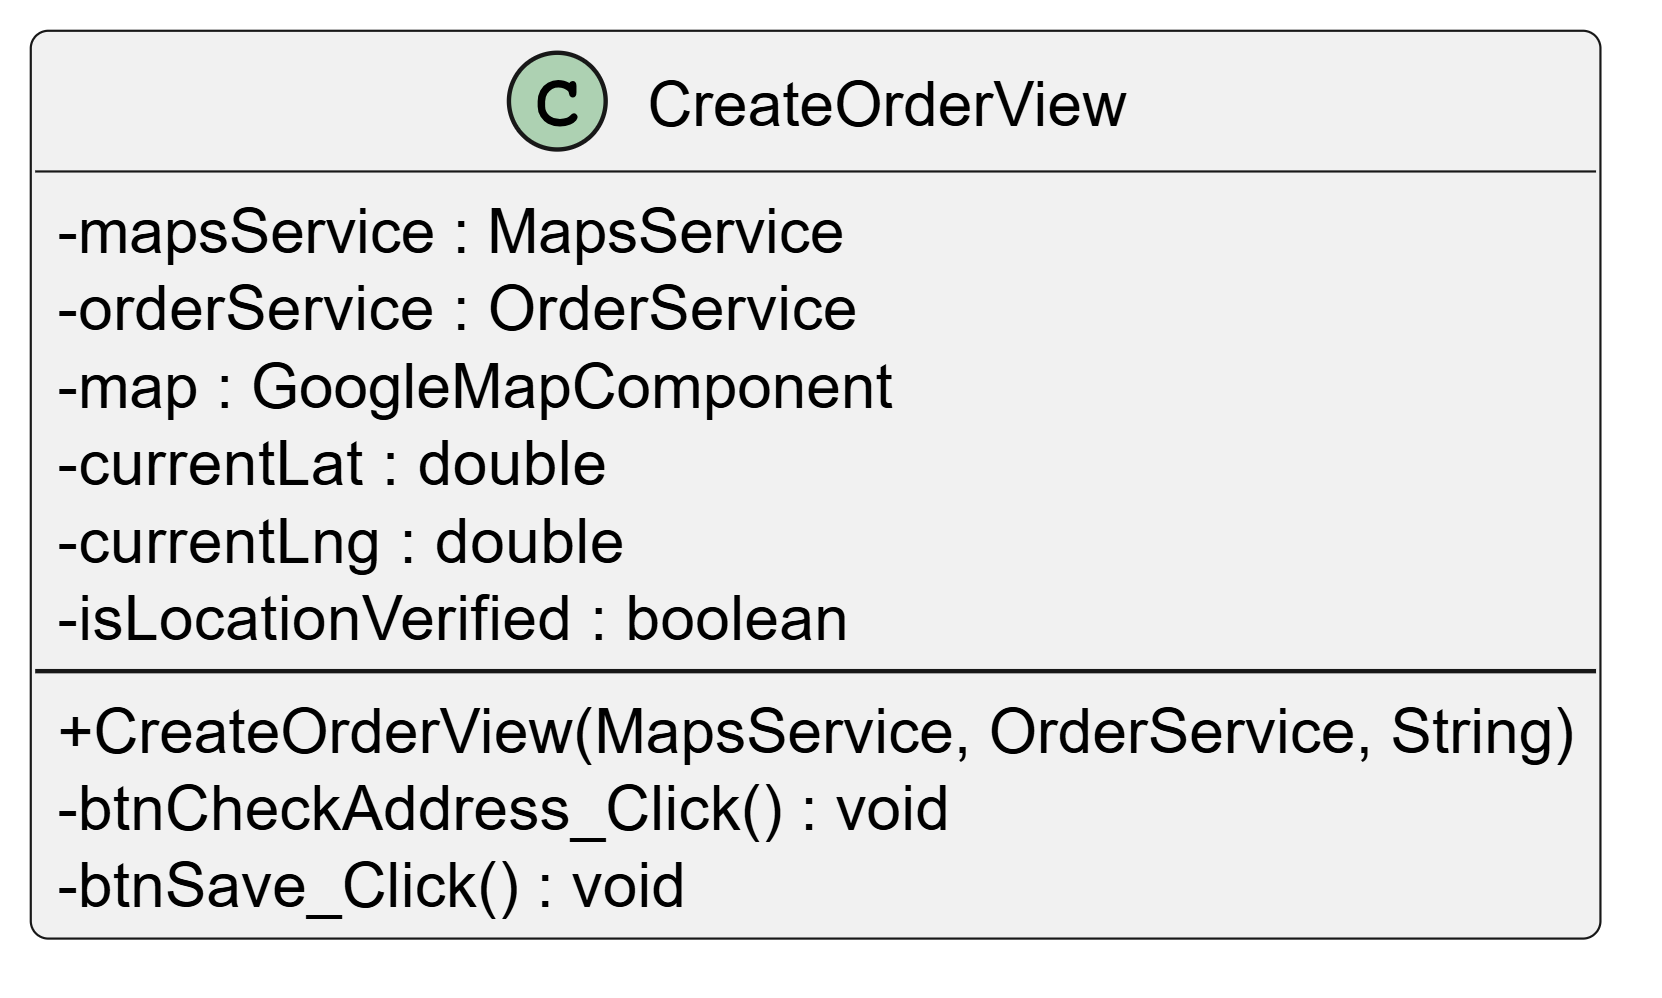 C CreateOrderView
-mapsService : MapsService
-orderService : OrderService
-map : GoogleMapComponent
-currentLat : double
-currentLng : double
-isLocationVerified : boolean
+CreateOrderView(MapsService, OrderService, String)
-btnCheckAddress_Click() : void
-btnSave_Click() : void